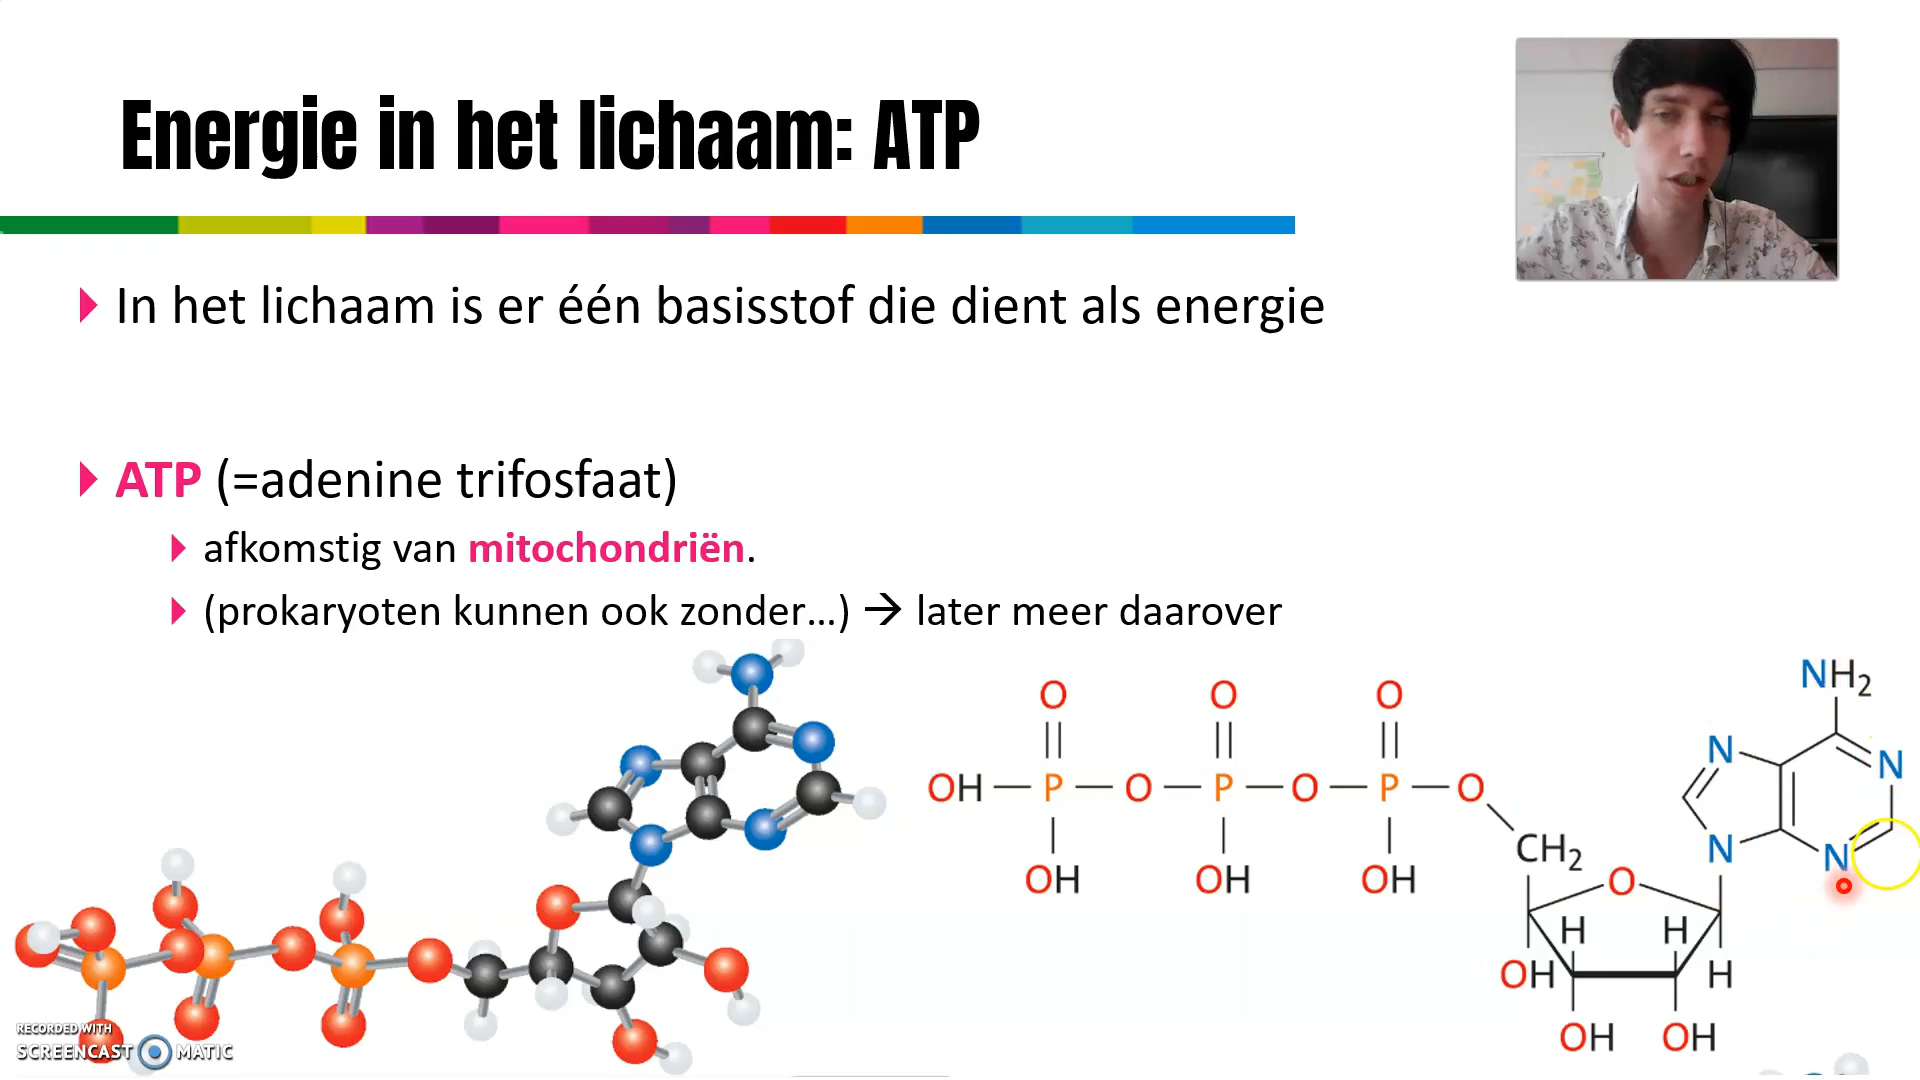 Energie in het lichaam: ATP
In het lichaam is er één basisstof die dient als energie
ATP (=adenine trifosfaat)
afkomstig van mitochondriën.
(prokaryoten kunnen ook zonder…) → later meer daarover
NH2
O O O
N N
OH P O P O P O
N N
CH2
OH OH OH
O
H H
OH H
OH OH
RECORDED WITH
SCREENCAST MATIC